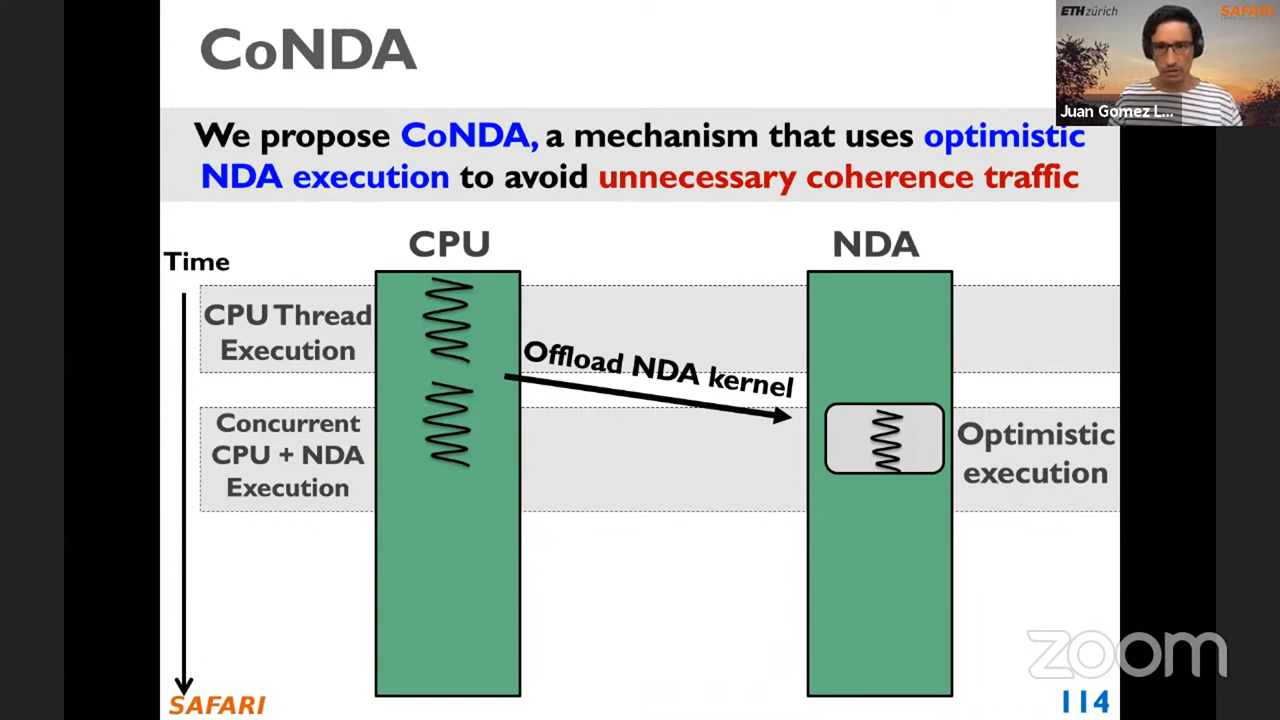 CoNDA
ETH zürich
SAFARI
Juan Gomez L...
We propose CoNDA, a mechanism that uses optimistic
NDA execution to avoid unnecessary coherence traffic
CPU
NDA
Time
CPU Thread
Execution
Offload NDA kernel
Concurrent
CPU + NDA
Execution
Optimistic
execution
zoom
SAFARI
114